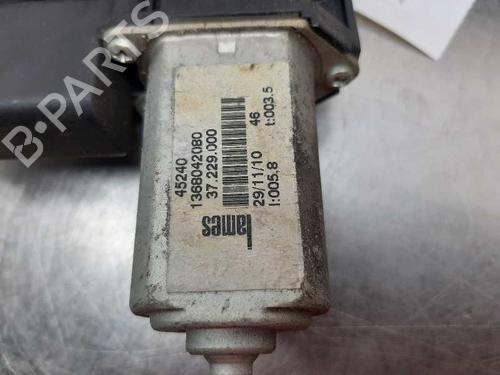 45240
1368042080
37.229.000
lames
29/11/10
46
I:005.8
t:003.5
B-PARTS